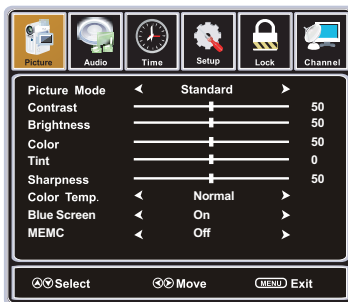 Picture Audio Time Setup Lock Channel
Picture Mode Standard
Contrast 50
Brightness 50
Color 50
Tint 0
Sharpness 50
Color Temp. Normal
Blue Screen On
MEMC Off
Select Move MENU Exit